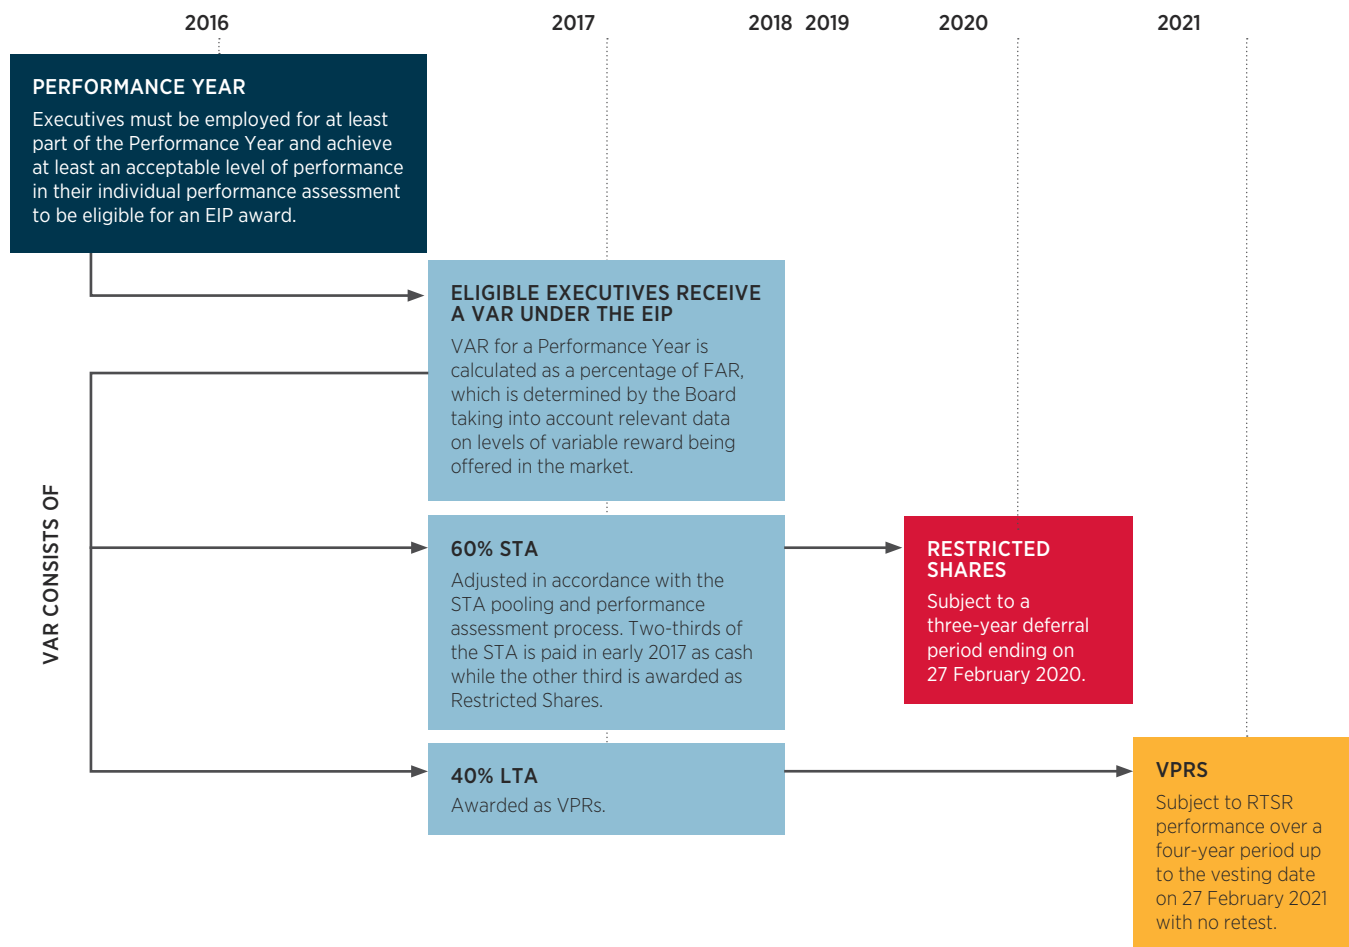 2016 2017 2018 2019 2020 2021
PERFORMANCE YEAR
Executives must be employed for at least
part of the Performance Year and achieve
at least an acceptable level of performance
in their individual performance assessment
to be eligible for an EIP award.
ELIGIBLE EXECUTIVES RECEIVE
A VAR UNDER THE EIP
VAR for a Performance Year is
calculated as a percentage of FAR,
which is determined by the Board
taking into account relevant data
on levels of variable reward being
offered in the market.
VAR CONSISTS OF
60% STA
Adjusted in accordance with the
STA pooling and performance
assessment process. Two-thirds of
the STA is paid in early 2017 as cash
while the other third is awarded as
Restricted Shares.
RESTRICTED
SHARES
Subject to a
three-year deferral
period ending on
27 February 2020.
40% LTA
Awarded as VPRs.
VPRS
Subject to RTSR
performance over a
four-year period up
to the vesting date
on 27 February 2021
with no retest.